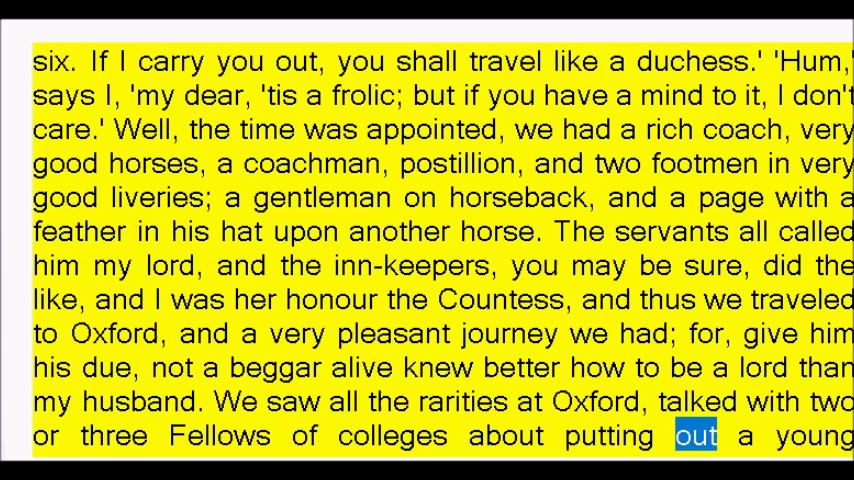 six. If I carry you out, you shall travel like a duchess.' 'Hum,'
says I, 'my dear, 'tis a frolic; but if you have a mind to it, I don't
care.' Well, the time was appointed, we had a rich coach, very
good horses, a coachman, postillion, and two footmen in very
good liveries; a gentleman on horseback, and a page with a
feather in his hat upon another horse. The servants all called
him my lord, and the inn-keepers, you may be sure, did the
like, and I was her honour the Countess, and thus we traveled
to Oxford, and a very pleasant journey we had; for, give him
his due, not a beggar alive knew better how to be a lord than
my husband. We saw all the rarities at Oxford, talked with two
or three Fellows of colleges about putting out a young